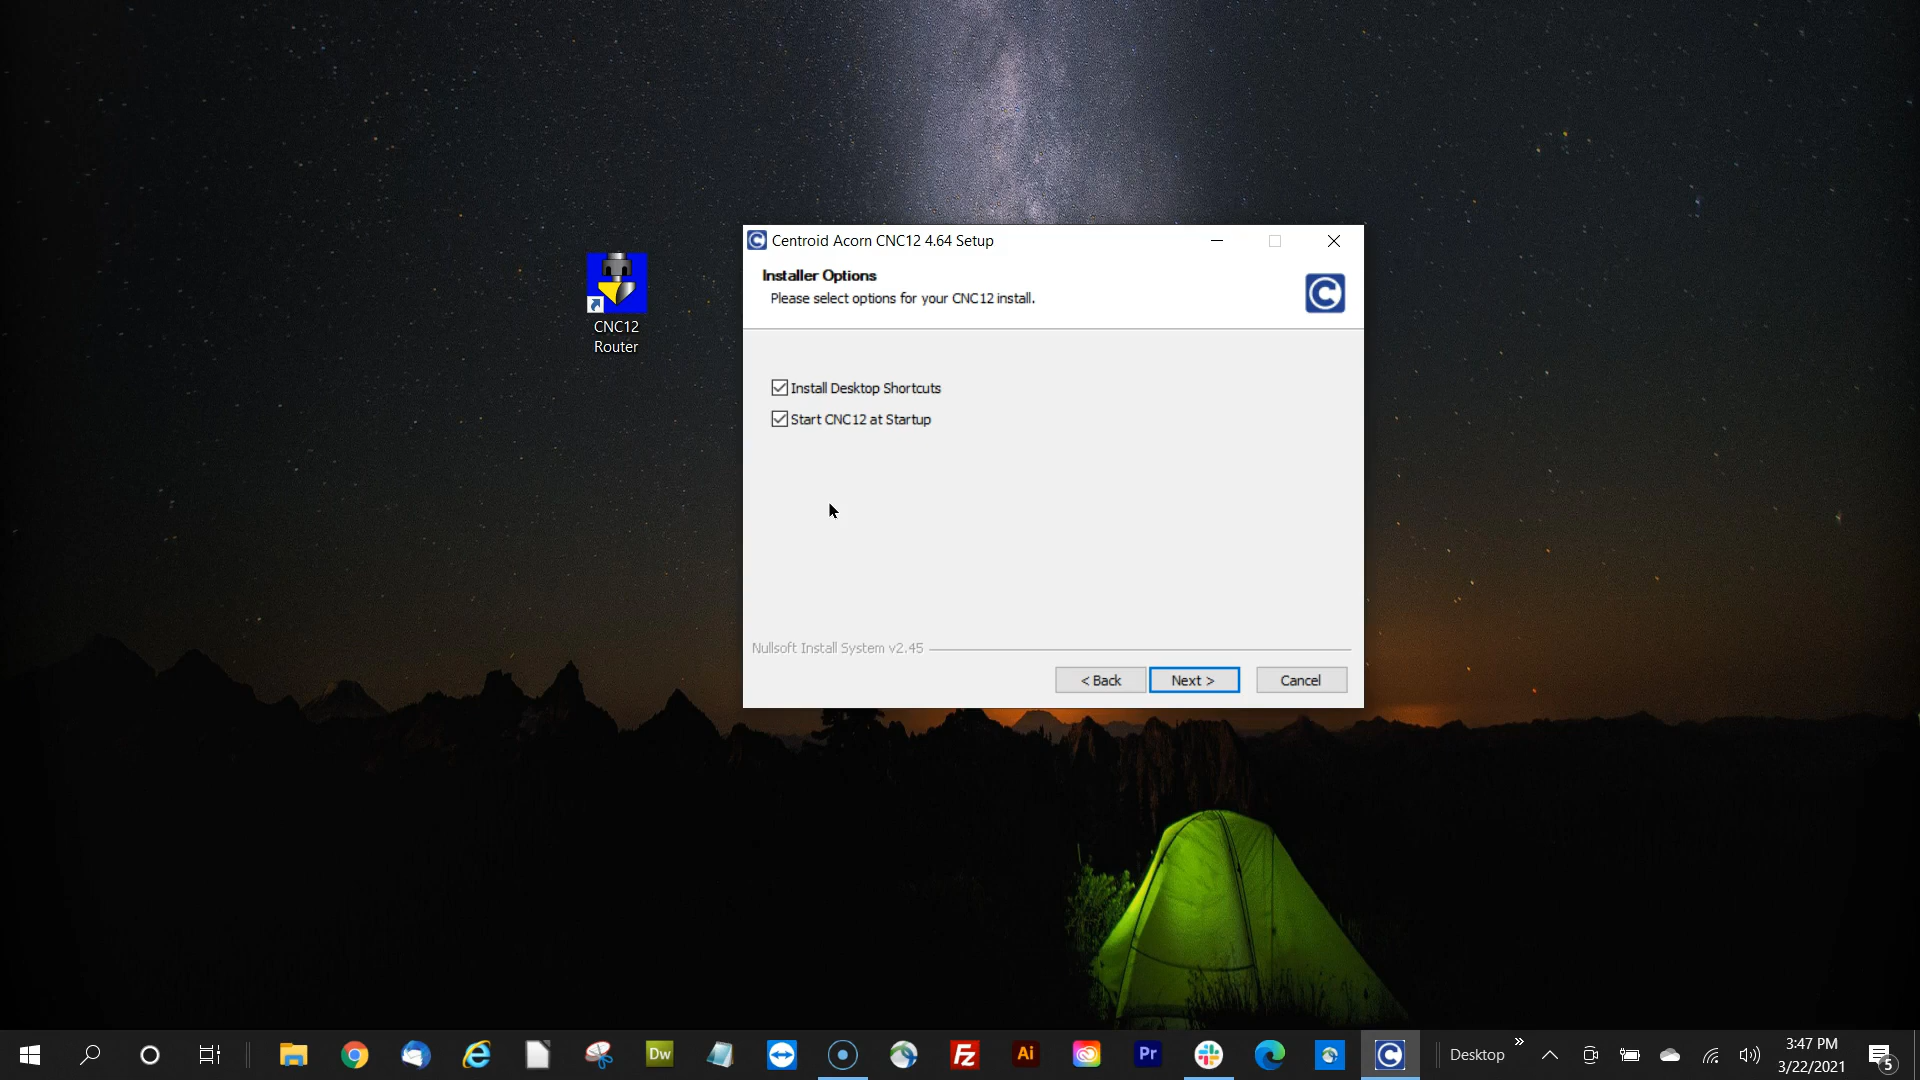 Centroid Acorn CNC12 4.64 Setup
Installer Options
Please select options for your CNC12 install.
CNC12
Router
Install Desktop Shortcuts
Start CNC12 at Startup
Nullsoft Install System v2.45
< Back
Next >
Cancel
Dw
Fz
Ai
Pr
Desktop
3:47 PM
3/22/2021
5